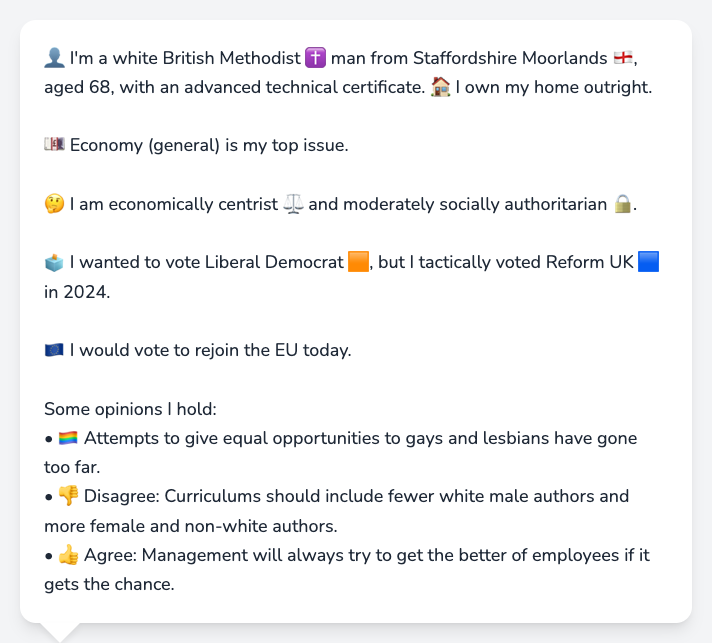 👤 I'm a white British Methodist ✝️ man from Staffordshire Moorlands 🏴󠁧󠁢󠁥󠁮󠁧󠁿,
aged 68, with an advanced technical certificate. 🏠 I own my home outright.
💷 Economy (general) is my top issue.
🤔 I am economically centrist ⚖️ and moderately socially authoritarian 🔒.
🗳️ I wanted to vote Liberal Democrat 🟧, but I tactically voted Reform UK 🟦
in 2024.
🇪🇺 I would vote to rejoin the EU today.
Some opinions I hold:
• 🏳️‍🌈 Attempts to give equal opportunities to gays and lesbians have gone
too far.
• 👎 Disagree: Curriculums should include fewer white male authors and
more female and non-white authors.
• 👍 Agree: Management will always try to get the better of employees if it
gets the chance.